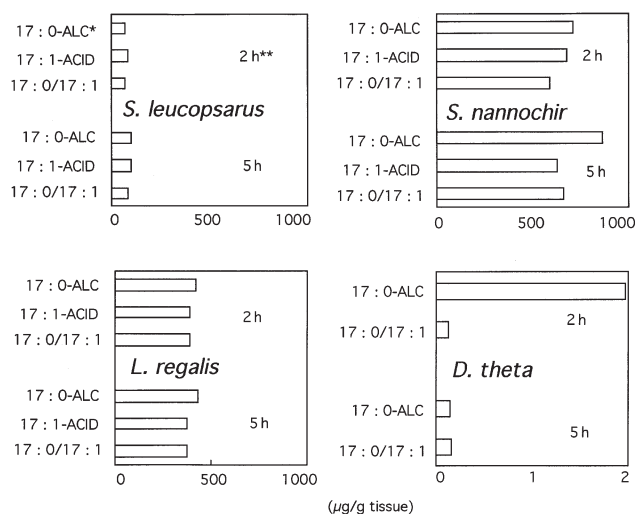 17 : 0-ALC*
17 : 1-ACID
2 h**
17 : 0/17 : 1
S. leucopsarus
17 : 0-ALC
17 : 1-ACID
5 h
17 : 0/17 : 1
0 500 1000
17 : 0-ALC
17 : 1-ACID
2 h
17 : 0/17 : 1
S. nannochir
17 : 0-ALC
17 : 1-ACID
5 h
17 : 0/17 : 1
0 500 1000
17 : 0-ALC
17 : 1-ACID
2 h
17 : 0/17 : 1
L. regalis
17 : 0-ALC
17 : 1-ACID
5 h
17 : 0/17 : 1
0 500 1000
17 : 0-ALC
2 h
17 : 0/17 : 1
D. theta
17 : 0-ALC
5 h
17 : 0/17 : 1
0 1 2
(μg/g tissue)